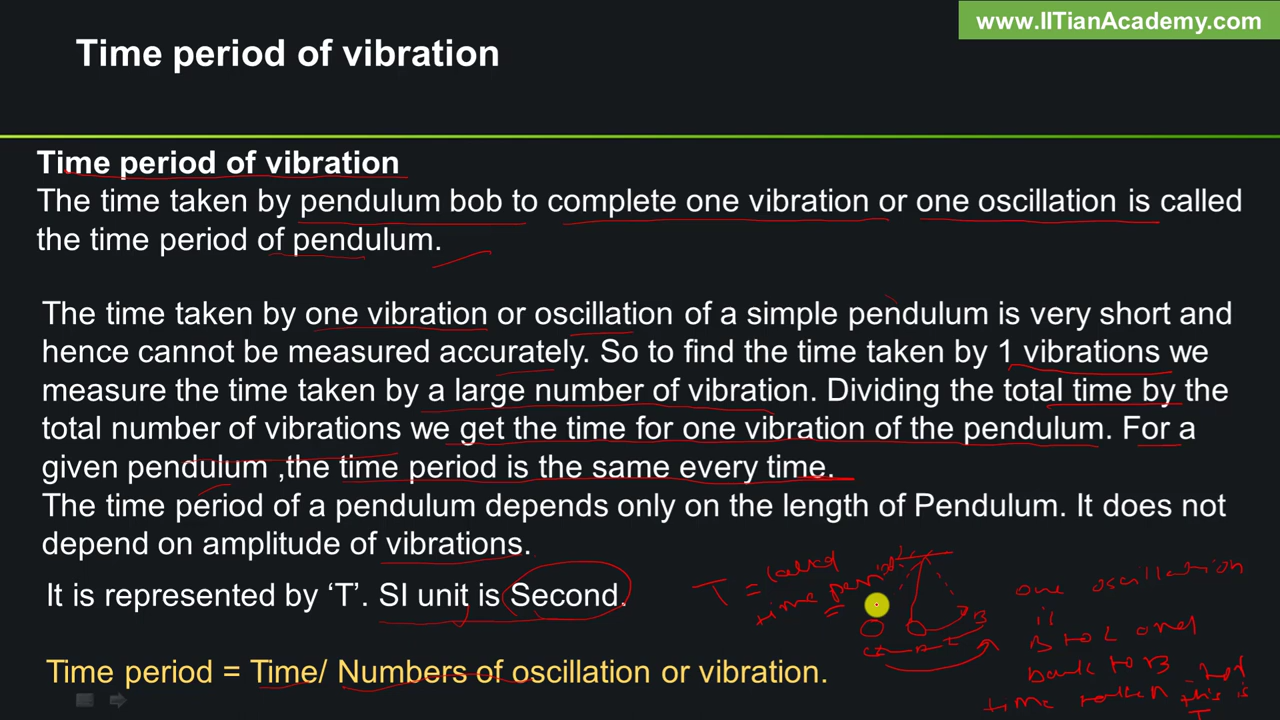 www.IITianAcademy.com
Time period of vibration
Time period of vibration
The time taken by pendulum bob to complete one vibration or one oscillation is called
the time period of pendulum.
The time taken by one vibration or oscillation of a simple pendulum is very short and
hence cannot be measured accurately. So to find the time taken by 1 vibrations we
measure the time taken by a large number of vibration. Dividing the total time by the
total number of vibrations we get the time for one vibration of the pendulum. For a
given pendulum ,the time period is the same every time.
The time period of a pendulum depends only on the length of Pendulum. It does not
depend on amplitude of vibrations.
It is represented by ‘T’. SI unit is Second.
T = called
time period
B
one oscillation
is
B to C and
back to B
time taken this is
T
Time period = Time/ Numbers of oscillation or vibration.